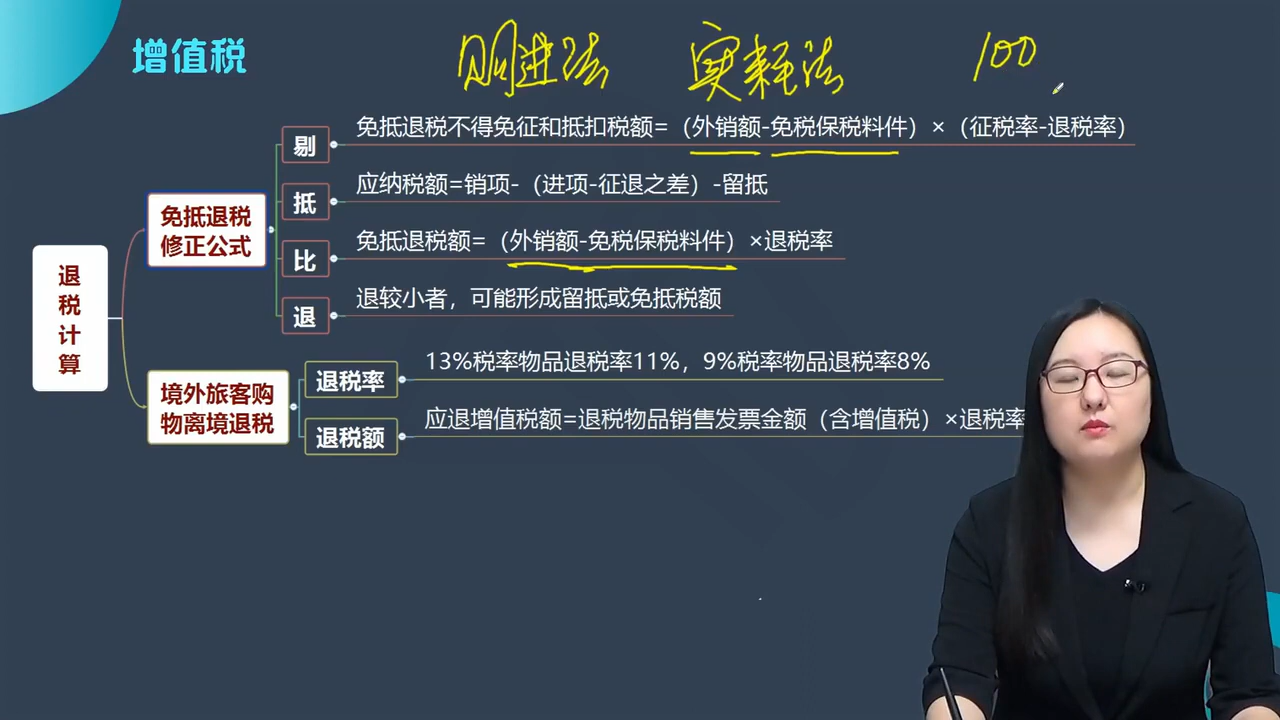 增值税
购进法 实耗法 100
剔 免抵退税不得免征和抵扣税额=（外销额-免税保税料件）×（征税率-退税率）
抵 应纳税额=销项-（进项-征退之差）-留抵
免抵退税
修正公式
比 免抵退税额=（外销额-免税保税料件）×退税率
退 退较小者，可能形成留抵或免抵税额
退税计算
境外旅客购
物离境退税
退税率 13%税率物品退税率11%，9%税率物品退税率8%
退税额 应退增值税额=退税物品销售发票金额（含增值税）×退税率